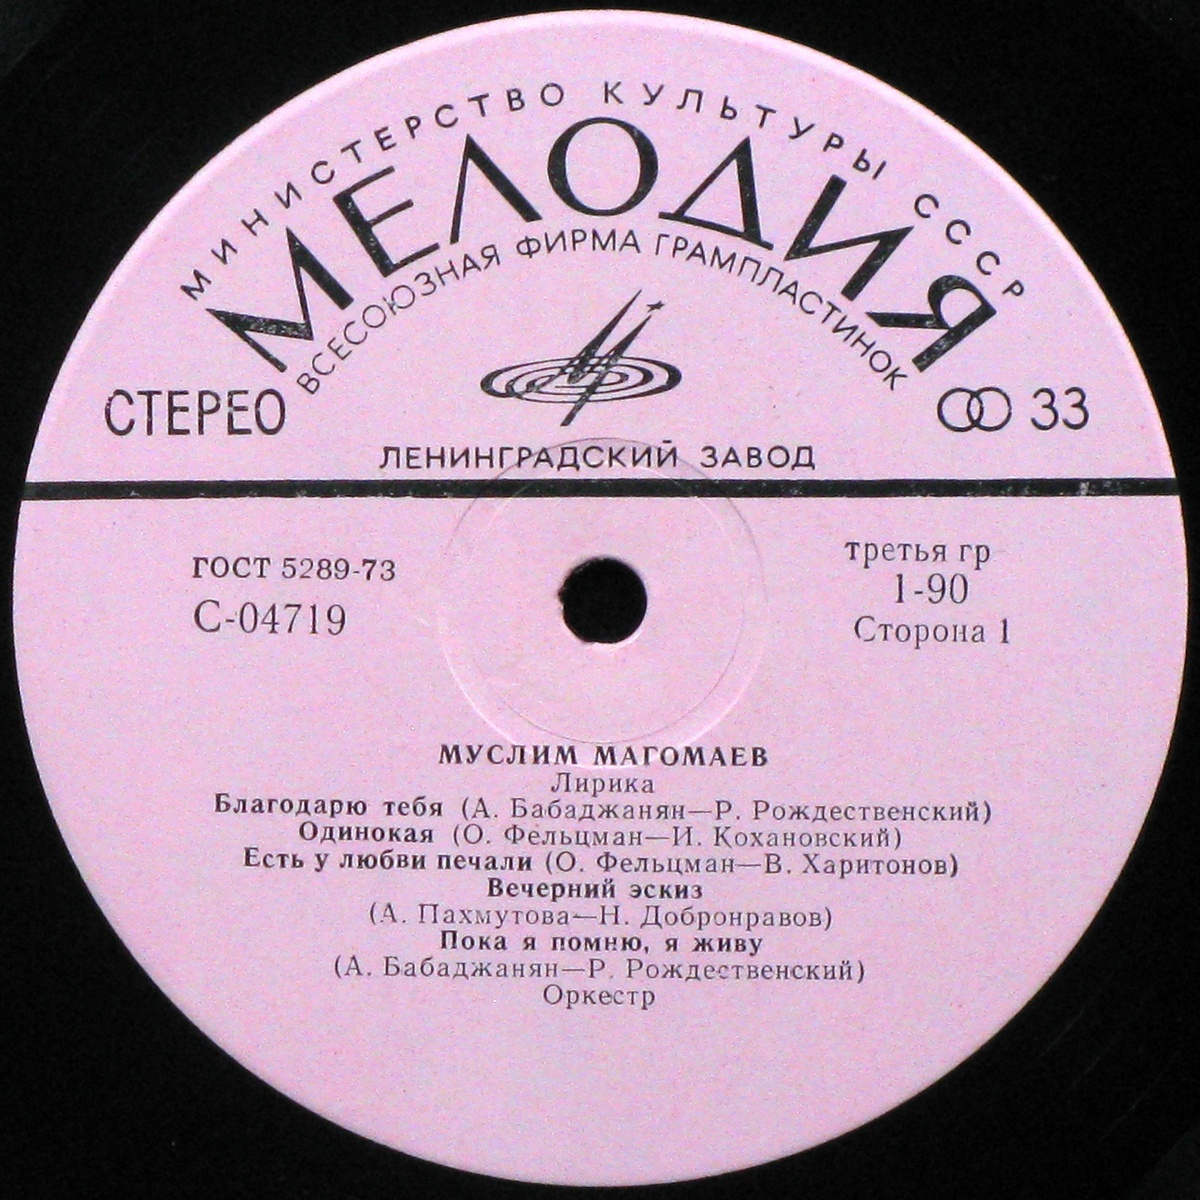 МИНИСТЕРСТВО КУЛЬТУРЫ СССР
МЕЛОДИЯ
ВСЕСОЮЗНАЯ ФИРМА ГРАМПЛАСТИНОК
СТЕРЕО
33
ЛЕНИНГРАДСКИЙ ЗАВОД
ГОСТ 5289-73
С-04719
третья гр
1-90
Сторона 1
МУСЛИМ МАГОМАЕВ
Лирика
Благодарю тебя (А. Бабаджанян—Р. Рождественский)
Одинокая (О. Фельцман—И. Кохановский)
Есть у любви печали (О. Фельцман—В. Харитонов)
Вечерний эскиз
(А. Пахмутова—Н. Добронравов)
Пока я помню, я живу
(А. Бабаджанян—Р. Рождественский)
Оркестр